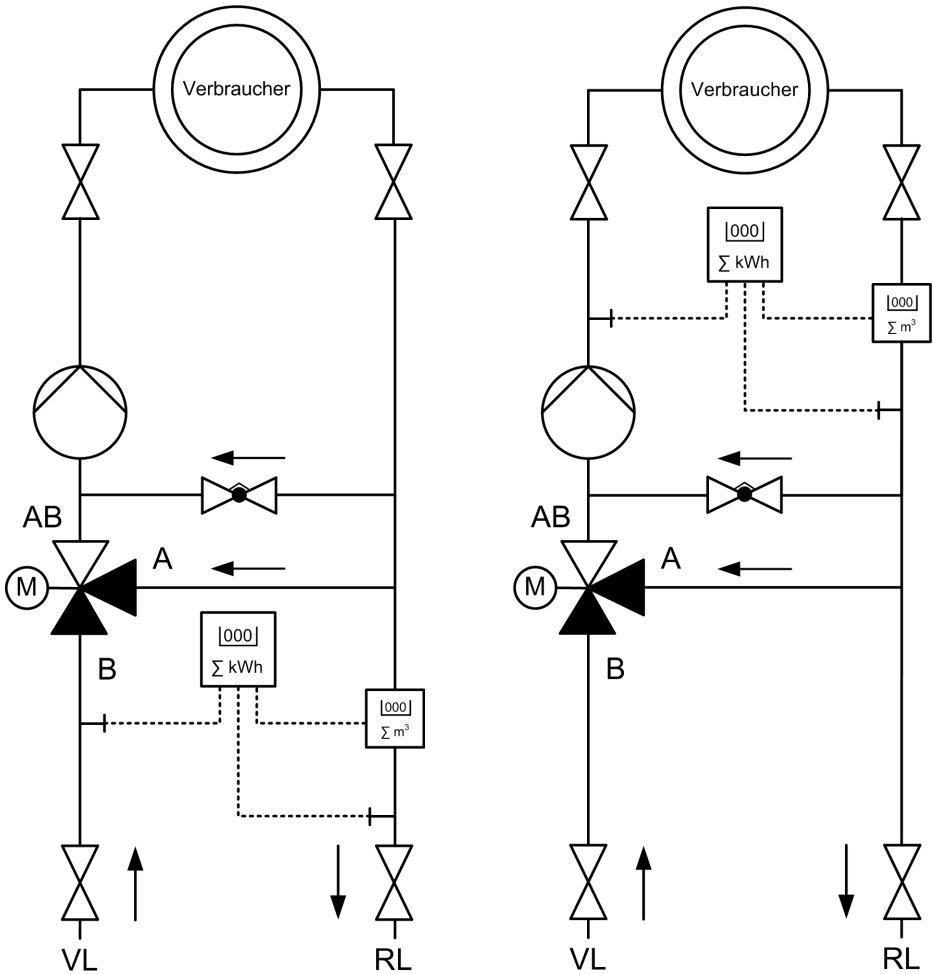 Verbraucher
AB
A
M
B
000
∑ kWh
000
∑ m³
VL
RL
Verbraucher
000
∑ kWh
000
∑ m³
AB
A
M
B
VL
RL